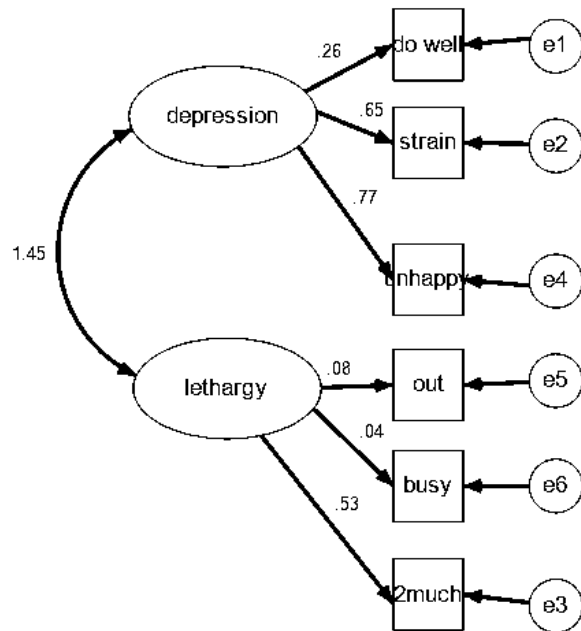 do well
e1
.26
depression
.65
strain
e2
.77
1.45
unhappy
e4
lethargy
.08
out
e5
.04
busy
e6
.53
2much
e3